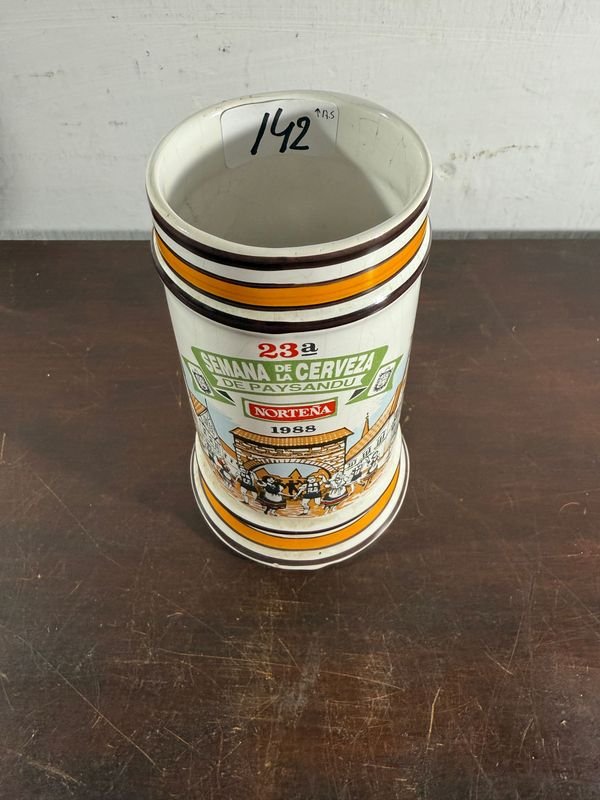 142
↑A.S
23ª
SEMANA DE LA CERVEZA
DE PAYSANDU
NORTEÑA
1988